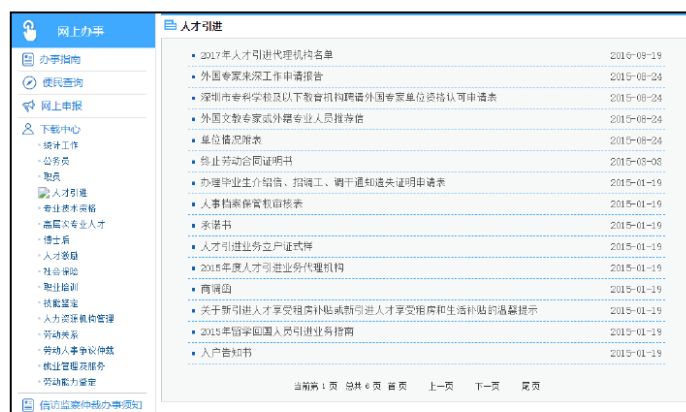 网上办事
办事指南
便民查询
网上申报
下载中心
统计工作
公务员
职员
人才引进
专业技术资格
高层次专业人才
博士后
人才激励
社会保险
职业培训
技能鉴定
人力资源机构管理
劳动关系
劳动人事争议仲裁
就业管理及服务
劳动能力鉴定
信访监察仲裁办事须知
人才引进
2017年人才引进代理机构名单 2016-09-19
外国专家来深工作申请报告 2015-08-24
深圳市专科学校及以下教育机构聘请外国专家单位资格认可申请表 2015-08-24
外国文教专家或外籍专业人员推荐信 2015-08-24
单位情况附表 2015-08-24
终止劳动合同证明书 2015-03-03
办理毕业生介绍信、招调工、调干通知遗失证明申请表 2015-01-19
人事档案保管权审核表 2015-01-19
承诺书 2015-01-19
人才引进业务立户证式样 2015-01-19
2015年度人才引进业务代理机构 2015-01-19
商调函 2015-01-19
关于新引进人才享受租房补贴或新引进人才享受租房和生活补贴的温馨提示 2015-01-19
2015年留学回国人员引进业务指南 2015-01-19
入户告知书 2015-01-19
当前第 1 页 总共 6 页 首页 上一页 下一页 尾页